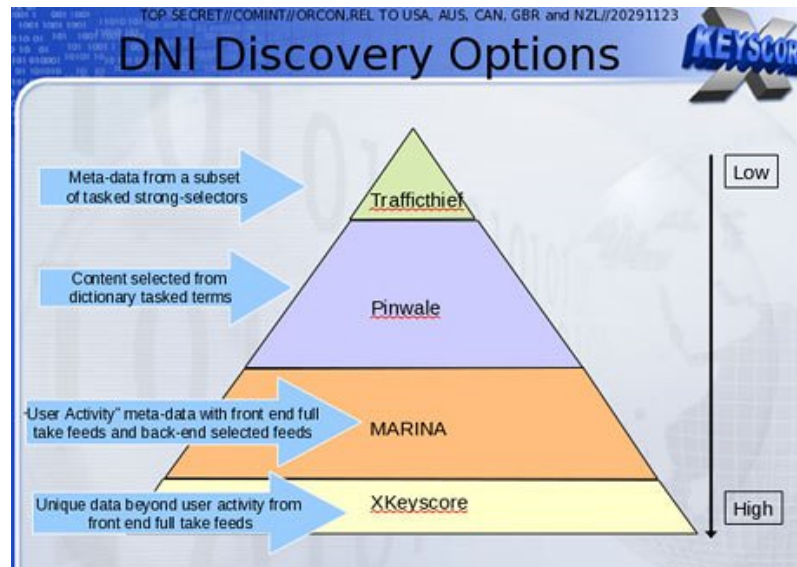 TOP SECRET//COMINT//ORCON,REL TO USA, AUS, CAN, GBR and NZL//20291123
DNI Discovery Options
X
KEYSCOR
Meta-data from a subset
of tasked strong-selectors
Trafficthief
Low
Content selected from
dictionary tasked terms
Pinwale
User Activity" meta-data with front end full
take feeds and back-end selected feeds
MARINA
Unique data beyond user activity from
front end full take feeds
XKeyscore
High